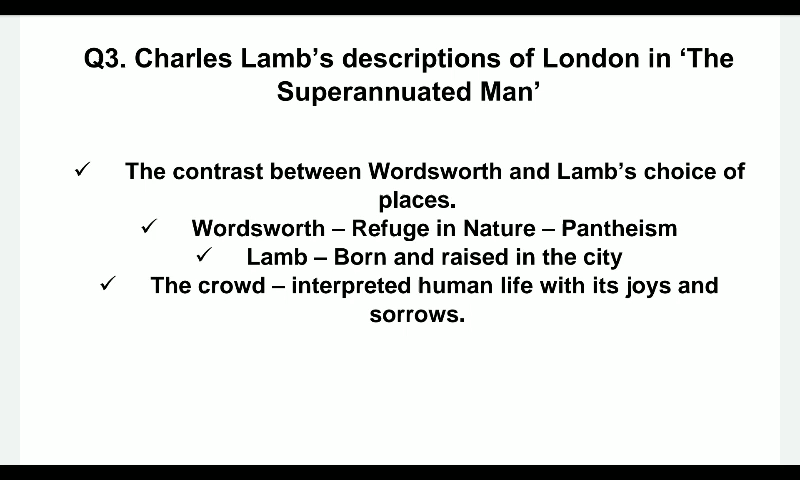 Q3. Charles Lamb’s descriptions of London in ‘The
Superannuated Man’
✓ The contrast between Wordsworth and Lamb’s choice of
places.
✓ Wordsworth – Refuge in Nature – Pantheism
✓ Lamb – Born and raised in the city
✓ The crowd – interpreted human life with its joys and
sorrows.